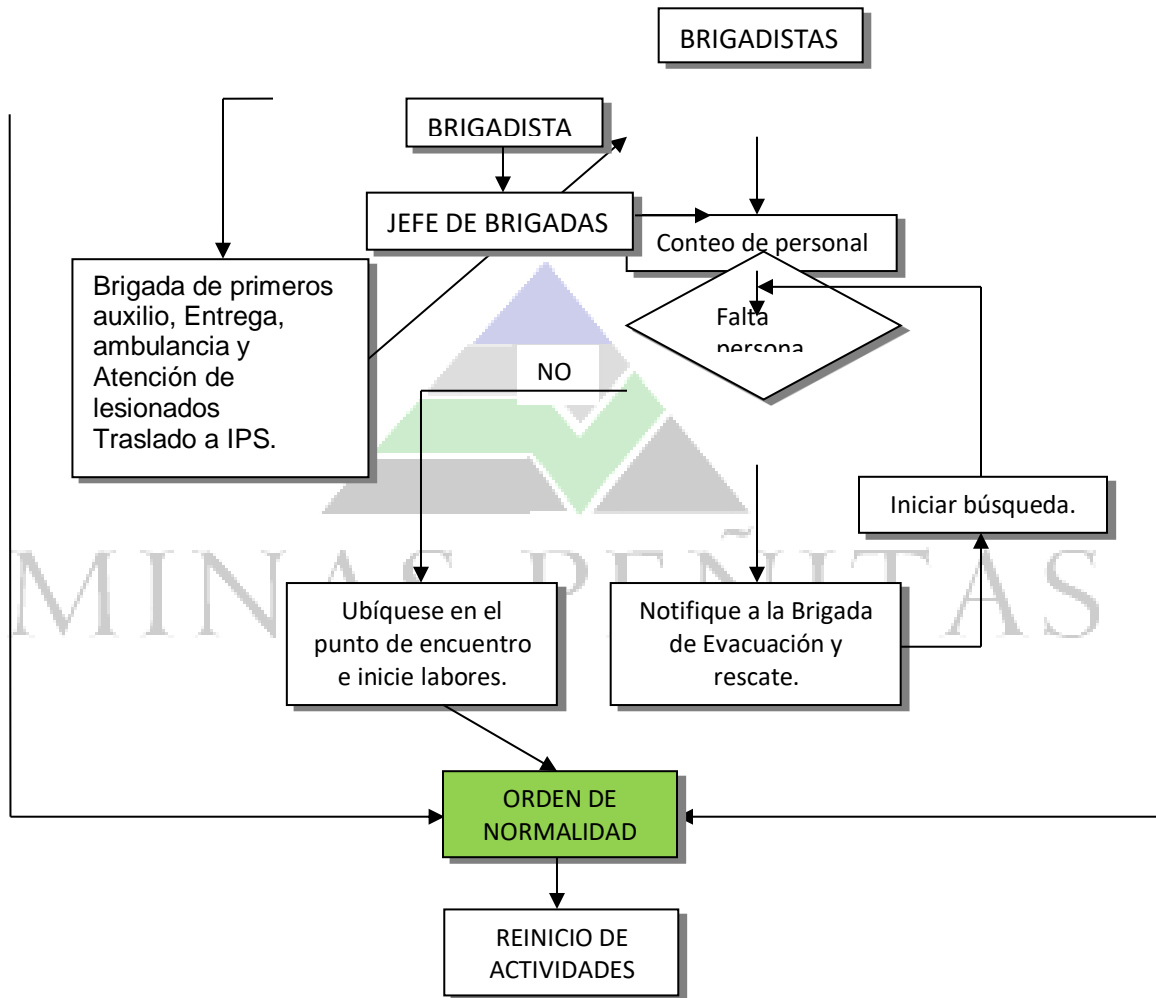 BRIGADISTAS
BRIGADISTA
JEFE DE BRIGADAS
Conteo de personal
Brigada de primeros
auxilio, Entrega,
ambulancia y
Atención de
lesionados
Traslado a IPS.
Falta
persona
NO
Iniciar búsqueda.
MINAS PEÑITAS
Ubíquese en el
punto de encuentro
e inicie labores.
Notifique a la Brigada
de Evacuación y
rescate.
ORDEN DE
NORMALIDAD
REINICIO DE
ACTIVIDADES